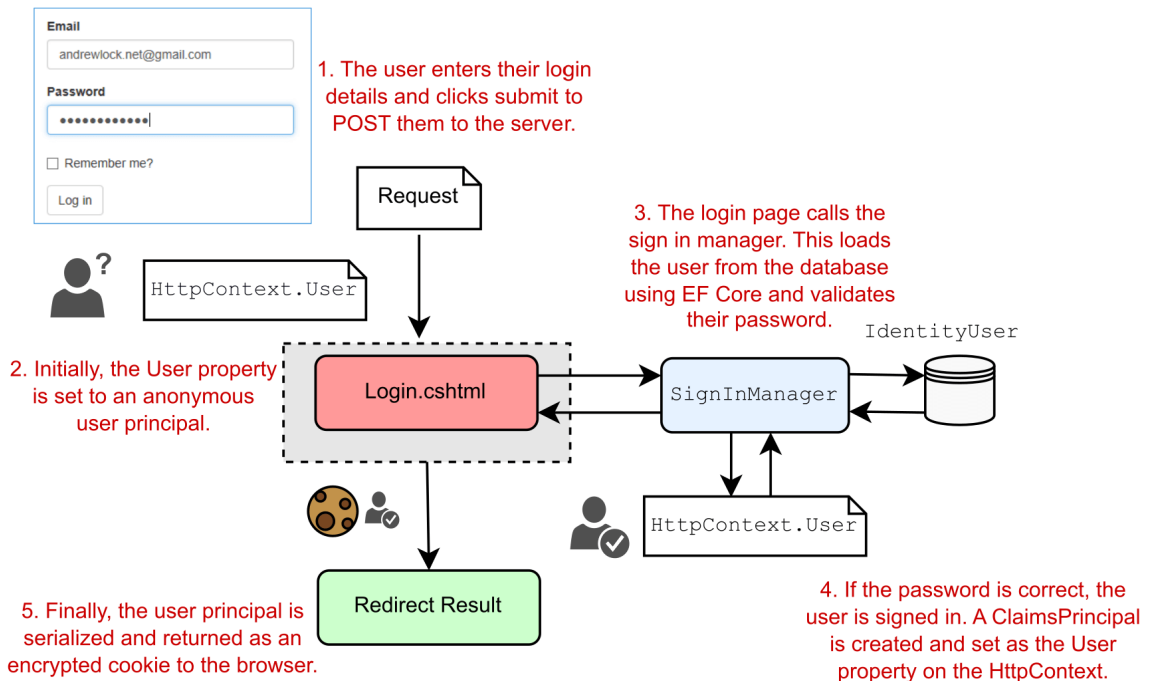 Email
andrewlock.net@gmail.com
Password
Remember me?
Log in
1. The user enters their login
details and clicks submit to
POST them to the server.
Request
3. The login page calls the
sign in manager. This loads
the user from the database
using EF Core and validates
their password.
?
HttpContext.User
IdentityUser
2. Initially, the User property
is set to an anonymous
user principal.
Login.cshtml
SignInManager
HttpContext.User
Redirect Result
4. If the password is correct, the
user is signed in. A ClaimsPrincipal
is created and set as the User
property on the HttpContext.
5. Finally, the user principal is
serialized and returned as an
encrypted cookie to the browser.